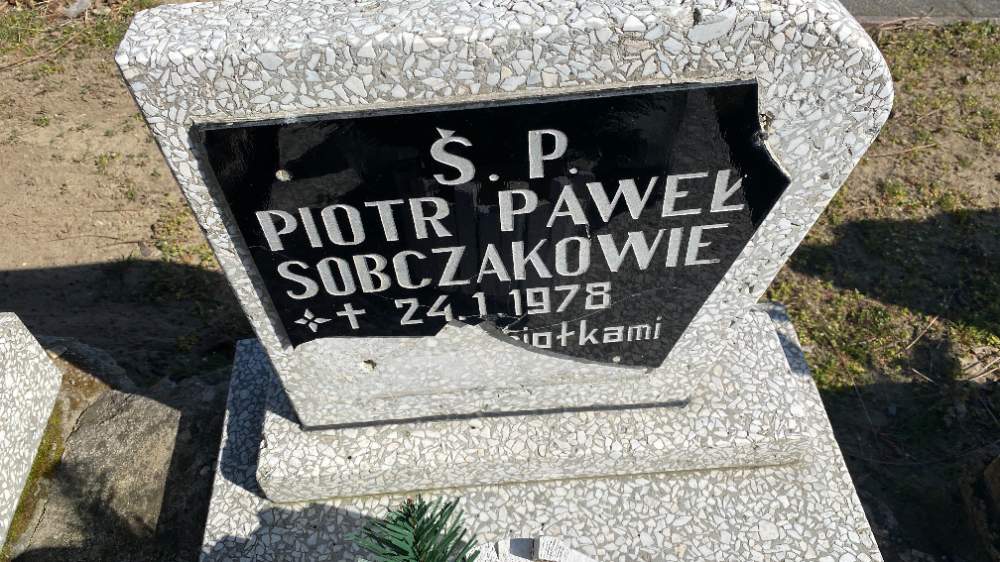 Ś. P.
PIOTR PAWEŁ
SOBCZAKOWIE
✧ ✝ 24.1.1978